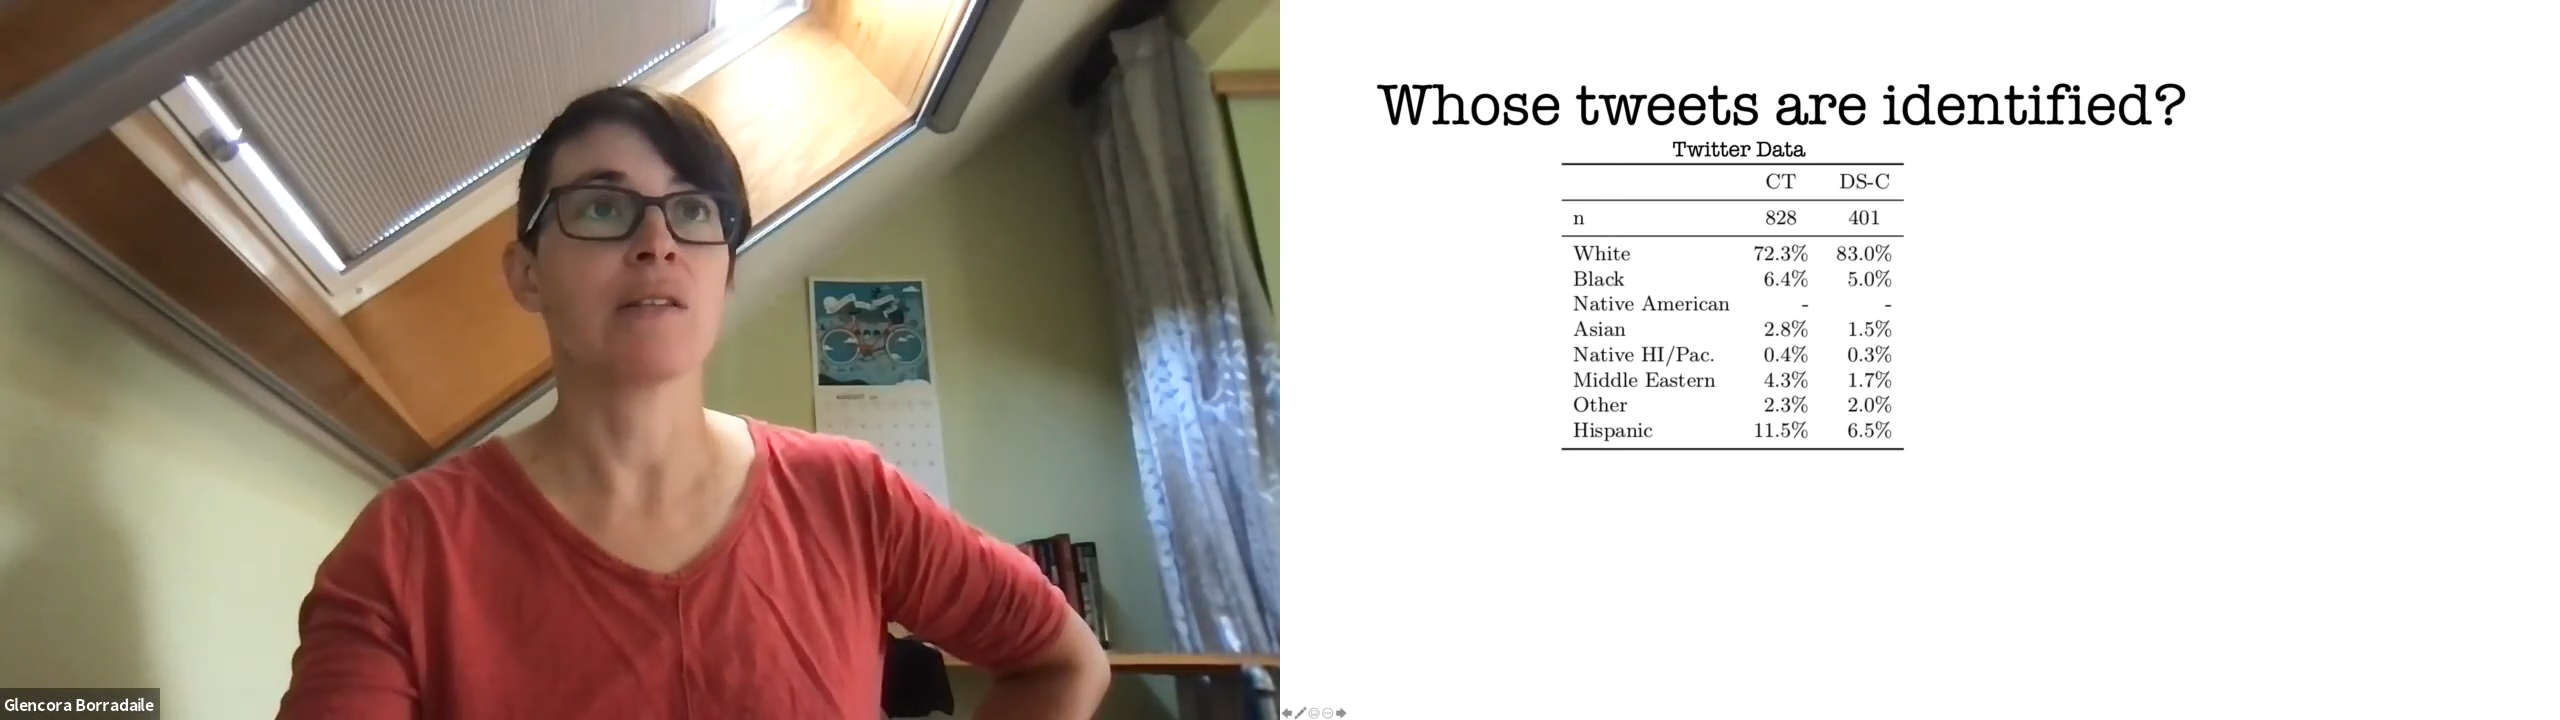 Glencora Borradaile
Whose tweets are identified?
Twitter Data
CT DS-C
n 828 401
White 72.3% 83.0%
Black 6.4% 5.0%
Native American - -
Asian 2.8% 1.5%
Native HI/Pac. 0.4% 0.3%
Middle Eastern 4.3% 1.7%
Other 2.3% 2.0%
Hispanic 11.5% 6.5%